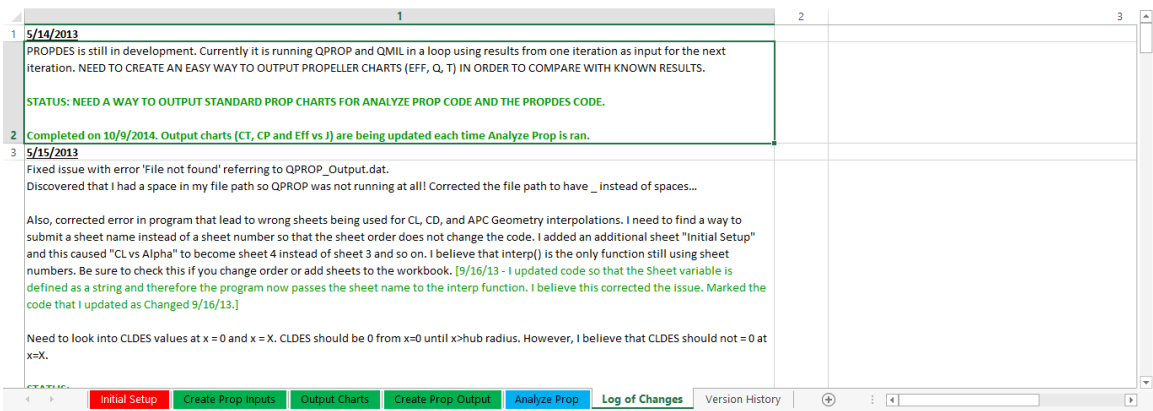 1 2 3
1 5/14/2013
PROPDES is still in development. Currently it is running QPROP and QMIL in a loop using results from one iteration as input for the next
iteration. NEED TO CREATE AN EASY WAY TO OUTPUT PROPELLER CHARTS (EFF, Q, T) IN ORDER TO COMPARE WITH KNOWN RESULTS.
STATUS: NEED A WAY TO OUTPUT STANDARD PROP CHARTS FOR ANALYZE PROP CODE AND THE PROPDES CODE.
2 Completed on 10/9/2014. Output charts (CT, CP and Eff vs J) are being updated each time Analyze Prop is ran.
3 5/15/2013
Fixed issue with error 'File not found' referring to QPROP_Output.dat.
Discovered that I had a space in my file path so QPROP was not running at all! Corrected the file path to have _ instead of spaces...
Also, corrected error in program that lead to wrong sheets being used for CL, CD, and APC Geometry interpolations. I need to find a way to
submit a sheet name instead of a sheet number so that the sheet order does not change the code. I added an additional sheet "Initial Setup"
and this caused "CL vs Alpha" to become sheet 4 instead of sheet 3 and so on. I believe that interp() is the only function still using sheet
numbers. Be sure to check this if you change order or add sheets to the workbook. [9/16/13 - I updated code so that the Sheet variable is
defined as a string and therefore the program now passes the sheet name to the interp function. I believe this corrected the issue. Marked the
code that I updated as Changed 9/16/13.]
Need to look into CLDES values at x = 0 and x = X. CLDES should be 0 from x=0 until x>hub radius. However, I believe that CLDES should not = 0 at
x=X.
STATUS:
Initial Setup Create Prop Inputs Output Charts Create Prop Output Analyze Prop Log of Changes Version History